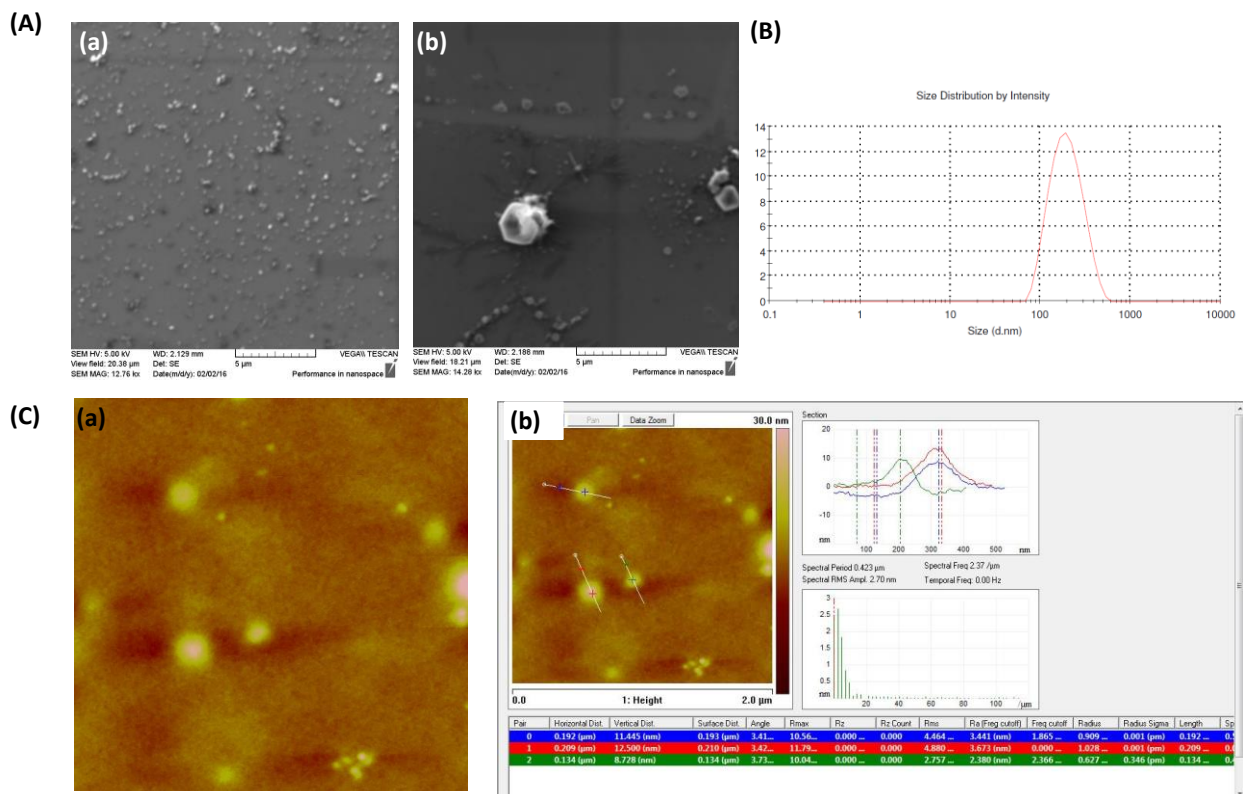 (A)
(a)
(b)
(B)
SEM HV: 5.00 kV WD: 2.129 mm VEGA\\ TESCAN
View field: 20.38 µm Det: SE 5 µm
SEM MAG: 12.76 kx Date(m/d/y): 02/02/16 Performance in nanospace
SEM HV: 5.00 kV WD: 2.188 mm VEGA\\ TESCAN
View field: 18.21 µm Det: SE 5 µm
SEM MAG: 14.28 kx Date(m/d/y): 02/02/16 Performance in nanospace
Size Distribution by Intensity
14
12
10
8
6
4
2
0
0.1 1 10 100 1000 10000
Size (d.nm)
(C)
(a)
(b)
Pan Data Zoom 30.0 nm
0.0 1: Height 2.0 µm
Section
20
10
0
-10
nm 100 200 300 400 500 nm
Spectral Period 0.423 µm Spectral Freq 2.37 /µm
Spectral RMS Ampl. 2.70 nm Temporal Freq: 0.00 Hz
3
2.5
2
1.5
1
0.5
nm 20 40 60 80 100 /µm
Pair Horizontal Dist. Vertical Dist. Surface Dist. Angle Rmax Rz Rz Count Rms Ra (Freq cutoff) Freq cutoff Radius Radius Sigma Length Sp
0 0.192 (µm) 11.445 (nm) 0.193 (µm) 3.41... 10.56... 0.000 ... 0.000 4.464 ... 3.441 (nm) 1.865 ... 0.909 ... 0.001 (pm) 0.192 ...
1 0.209 (µm) 12.500 (nm) 0.210 (µm) 3.42... 11.79... 0.000 ... 0.000 4.880 ... 3.673 (nm) 0.000 ... 1.028 ... 0.001 (pm) 0.209 ...
2 0.134 (µm) 8.728 (nm) 0.134 (µm) 3.73... 10.04... 0.000 ... 0.000 2.757 ... 2.380 (nm) 2.366 ... 0.627 ... 0.346 (pm) 0.134 ...